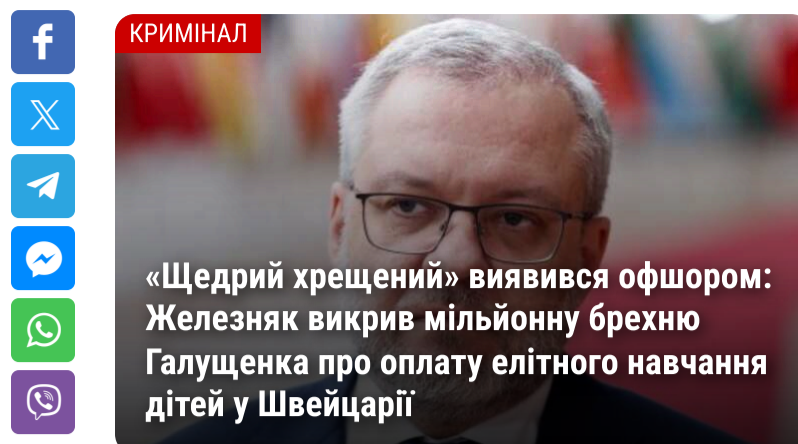 КРИМІНАЛ
«Щедрий хрещений» виявився офшором:
Железняк викрив мільйонну брехню
Галущенка про оплату елітного навчання
дітей у Швейцарії